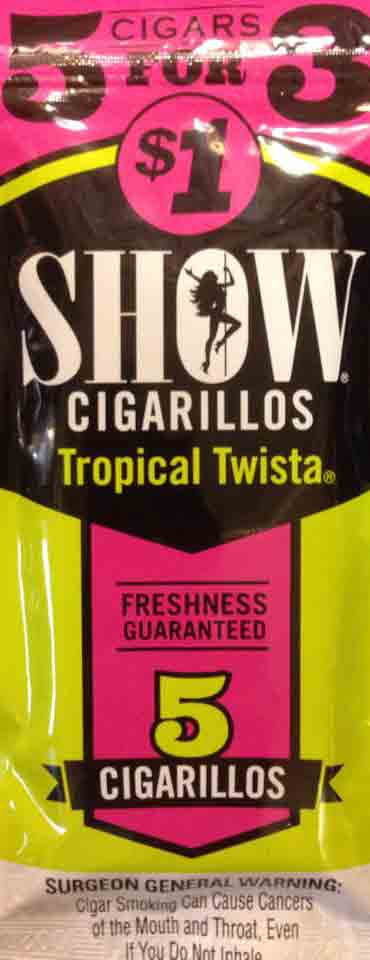 CIGARS
5 FOR 3
$1
SHOW®
CIGARILLOS
Tropical Twista®
FRESHNESS
GUARANTEED
5
CIGARILLOS
SURGEON GENERAL WARNING:
Cigar Smoking Can Cause Cancers
of the Mouth and Throat, Even
If You Do Not Inhale